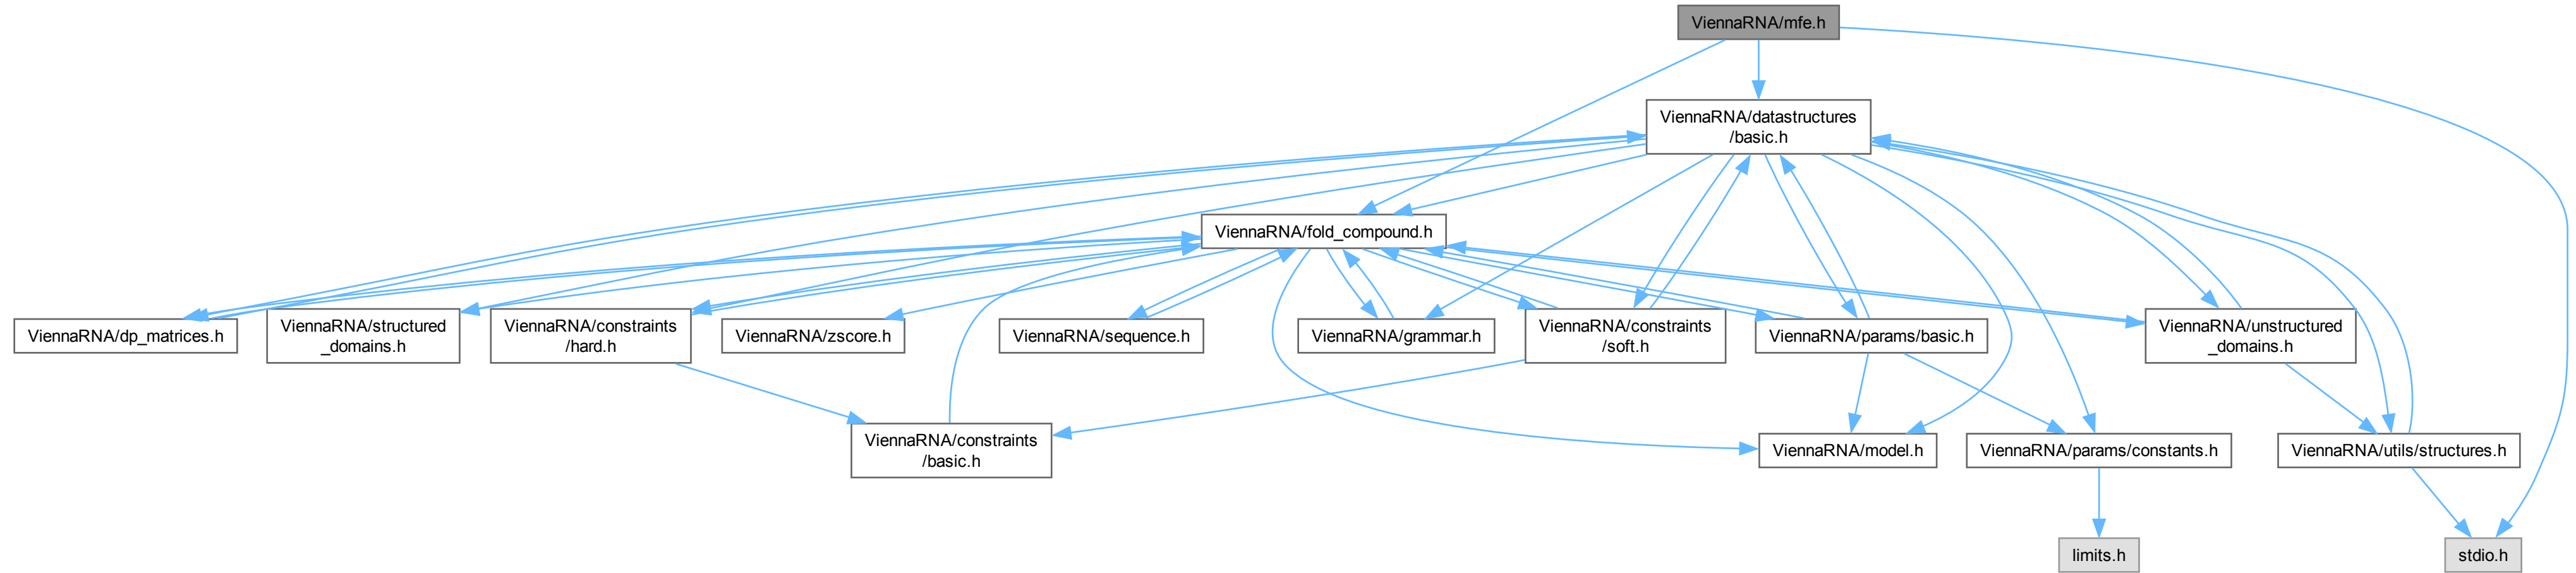 ViennaRNA/mfe.h
ViennaRNA/datastructures
/basic.h
ViennaRNA/fold_compound.h
ViennaRNA/dp_matrices.h
ViennaRNA/structured
_domains.h
ViennaRNA/constraints
/hard.h
ViennaRNA/zscore.h
ViennaRNA/sequence.h
ViennaRNA/grammar.h
ViennaRNA/constraints
/soft.h
ViennaRNA/params/basic.h
ViennaRNA/unstructured
_domains.h
ViennaRNA/constraints
/basic.h
ViennaRNA/model.h
ViennaRNA/params/constants.h
ViennaRNA/utils/structures.h
limits.h
stdio.h